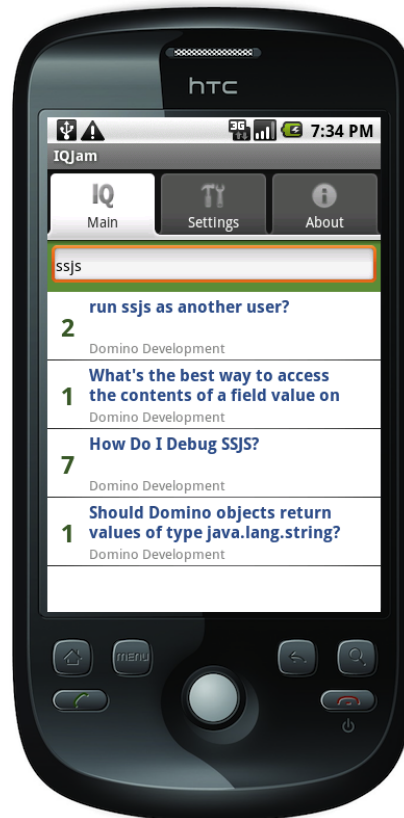 hTC
3G
7:34 PM
IQJam
IQ
Main
Settings
About
ssjs
run ssjs as another user?
2
Domino Development
What's the best way to access
1
the contents of a field value on
Domino Development
How Do I Debug SSJS?
7
Domino Development
Should Domino objects return
1
values of type java.lang.string?
Domino Development
menu